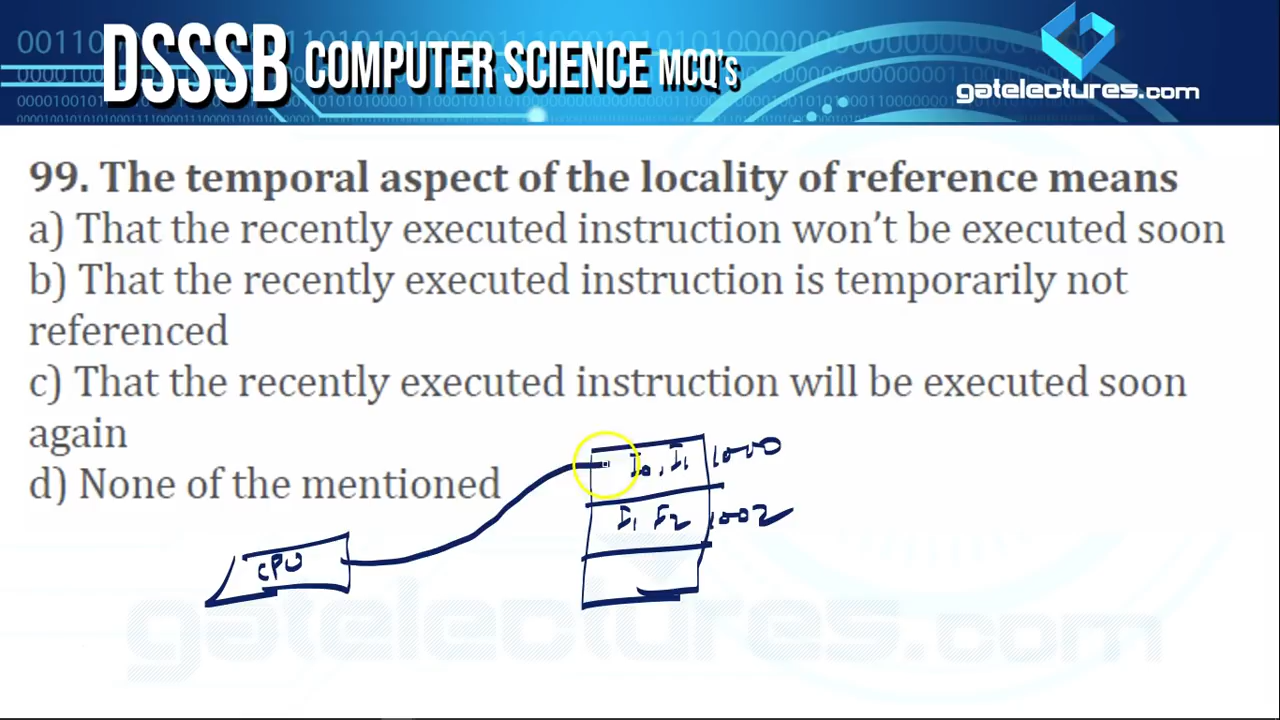 DSSSB COMPUTER SCIENCE MCQ's
gatelectures.com
99. The temporal aspect of the locality of reference means
a) That the recently executed instruction won't be executed soon
b) That the recently executed instruction is temporarily not
referenced
c) That the recently executed instruction will be executed soon
again
d) None of the mentioned
I0, I1 1000
I1 I2 1002
CPU
gatelectures.com